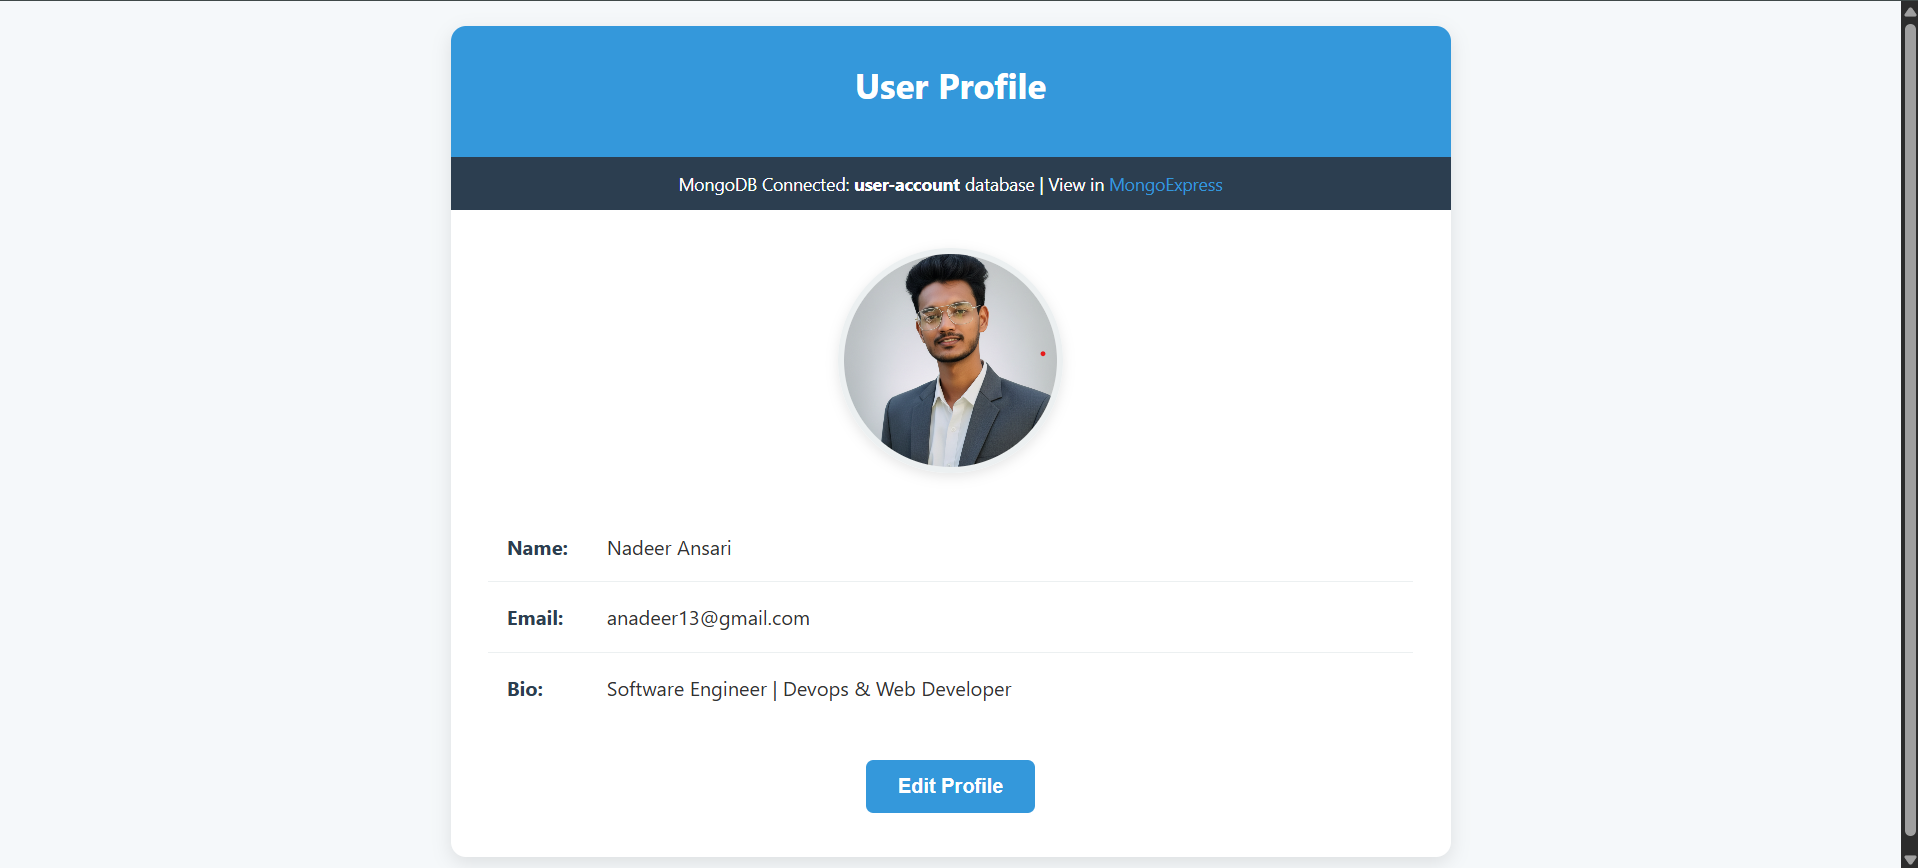 User Profile
MongoDB Connected: user-account database | View in MongoExpress
Name: Nadeer Ansari
Email: anadeer13@gmail.com
Bio: Software Engineer | Devops & Web Developer
Edit Profile